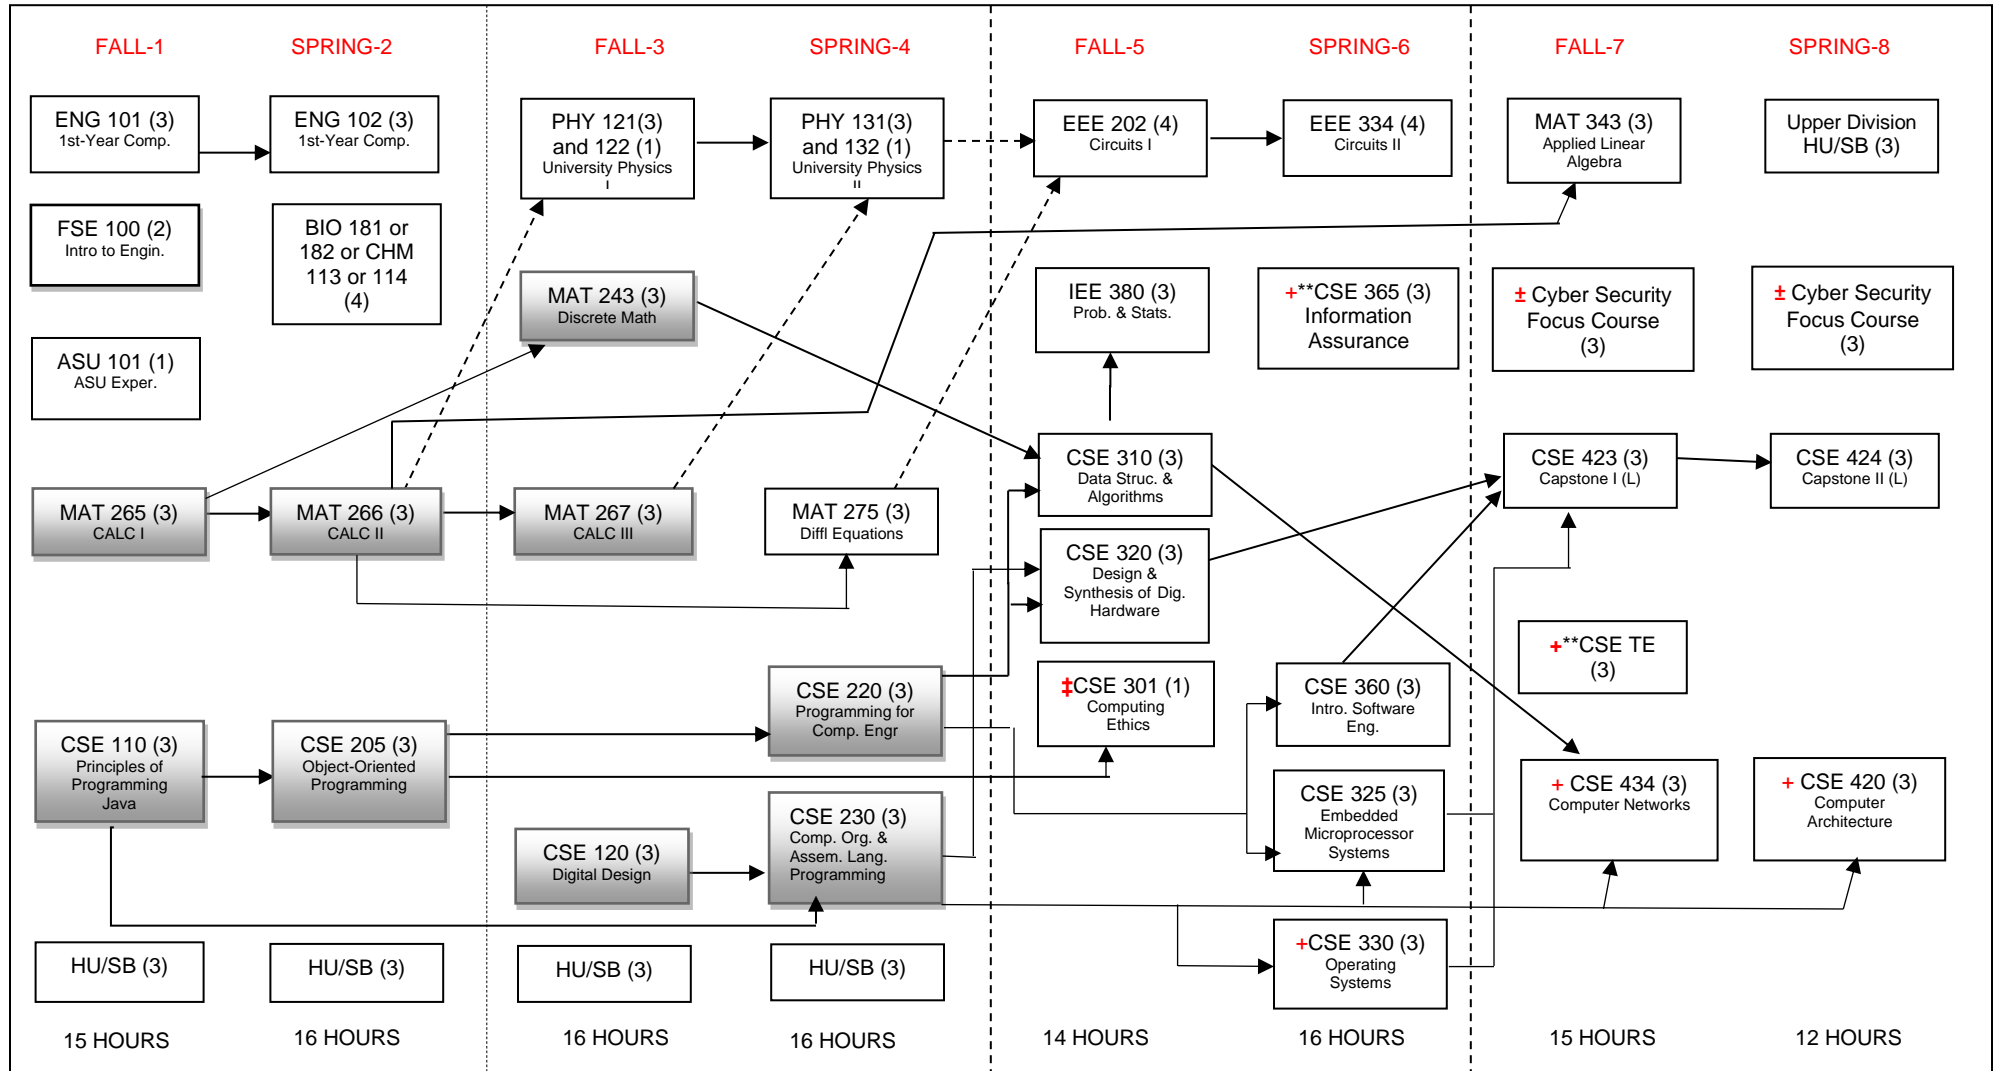 FALL-1
SPRING-2
FALL-3
SPRING-4
FALL-5
SPRING-6
FALL-7
SPRING-8
ENG 101 (3)
1st-Year Comp.
ENG 102 (3)
1st-Year Comp.
PHY 121(3)
and 122 (1)
University Physics
I
PHY 131(3)
and 132 (1)
University Physics
II
EEE 202 (4)
Circuits I
EEE 334 (4)
Circuits II
MAT 343 (3)
Applied Linear
Algebra
Upper Division
HU/SB (3)
FSE 100 (2)
Intro to Engin.
BIO 181 or
182 or CHM
113 or 114
(4)
MAT 243 (3)
Discrete Math
IEE 380 (3)
Prob. & Stats.
+**CSE 365 (3)
Information
Assurance
± Cyber Security
Focus Course
(3)
± Cyber Security
Focus Course
(3)
ASU 101 (1)
ASU Exper.
MAT 265 (3)
CALC I
MAT 266 (3)
CALC II
MAT 267 (3)
CALC III
MAT 275 (3)
Diffl Equations
CSE 310 (3)
Data Struc. &
Algorithms
CSE 423 (3)
Capstone I (L)
CSE 424 (3)
Capstone II (L)
CSE 320 (3)
Design &
Synthesis of Dig.
Hardware
+**CSE TE
(3)
CSE 220 (3)
Programming for
Comp. Engr
‡CSE 301 (1)
Computing
Ethics
CSE 360 (3)
Intro. Software
Eng.
CSE 110 (3)
Principles of
Programming
Java
CSE 205 (3)
Object-Oriented
Programming
CSE 120 (3)
Digital Design
CSE 230 (3)
Comp. Org. &
Assem. Lang.
Programming
CSE 325 (3)
Embedded
Microprocessor
Systems
+ CSE 434 (3)
Computer Networks
+ CSE 420 (3)
Computer
Architecture
+CSE 330 (3)
Operating
Systems
HU/SB (3)
HU/SB (3)
HU/SB (3)
HU/SB (3)
15 HOURS
16 HOURS
16 HOURS
16 HOURS
14 HOURS
16 HOURS
15 HOURS
12 HOURS